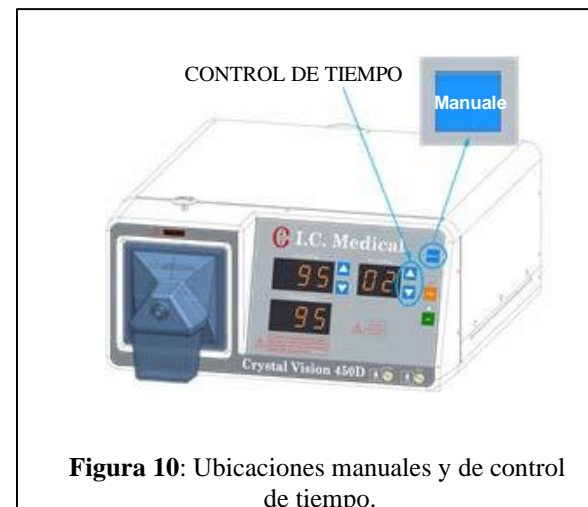 CONTROL DE TIEMPO
Manuale
I.C. Medical
95 02
95
Crystal Vision 450D
Figura 10: Ubicaciones manuales y de control
de tiempo.